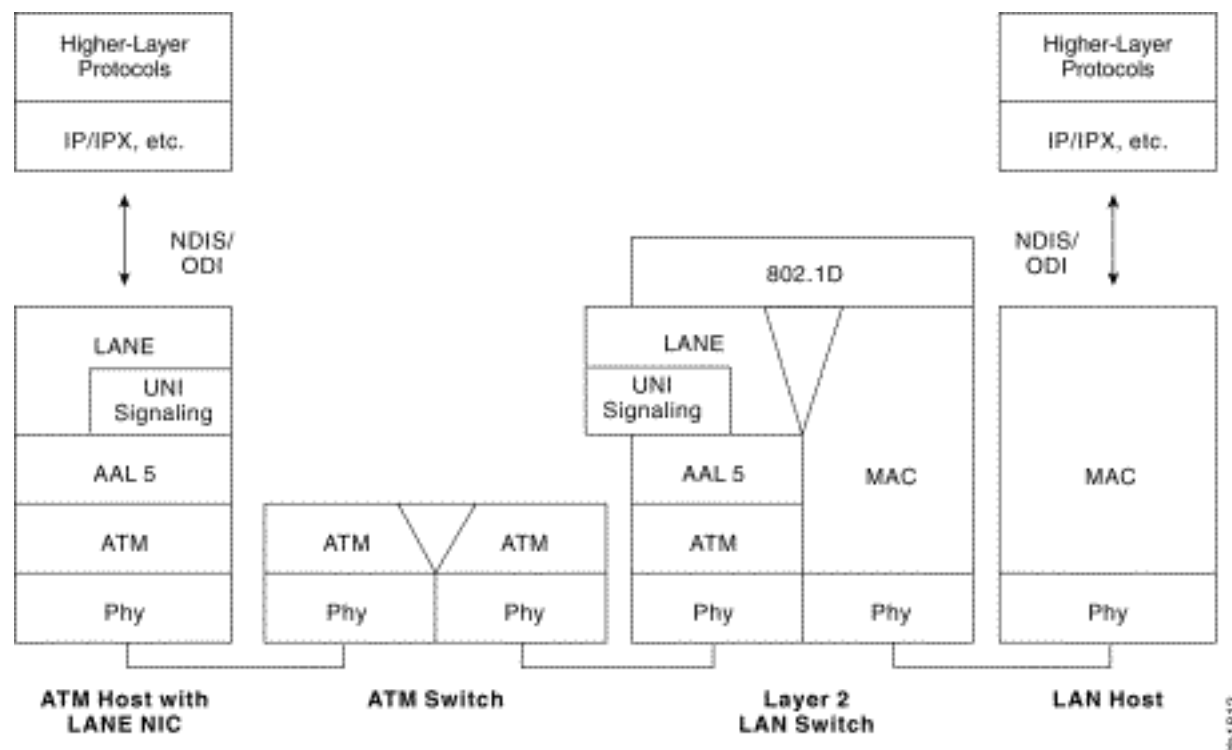 Higher-Layer
Protocols
IP/IPX, etc.
NDIS/
ODI
LANE
UNI
Signaling
AAL 5
ATM
Phy
ATM Host with
LANE NIC
ATM
ATM
Phy
Phy
ATM Switch
802.1D
LANE
UNI
Signaling
AAL 5
ATM
Phy
MAC
Phy
Layer 2
LAN Switch
Higher-Layer
Protocols
IP/IPX, etc.
NDIS/
ODI
MAC
Phy
LAN Host